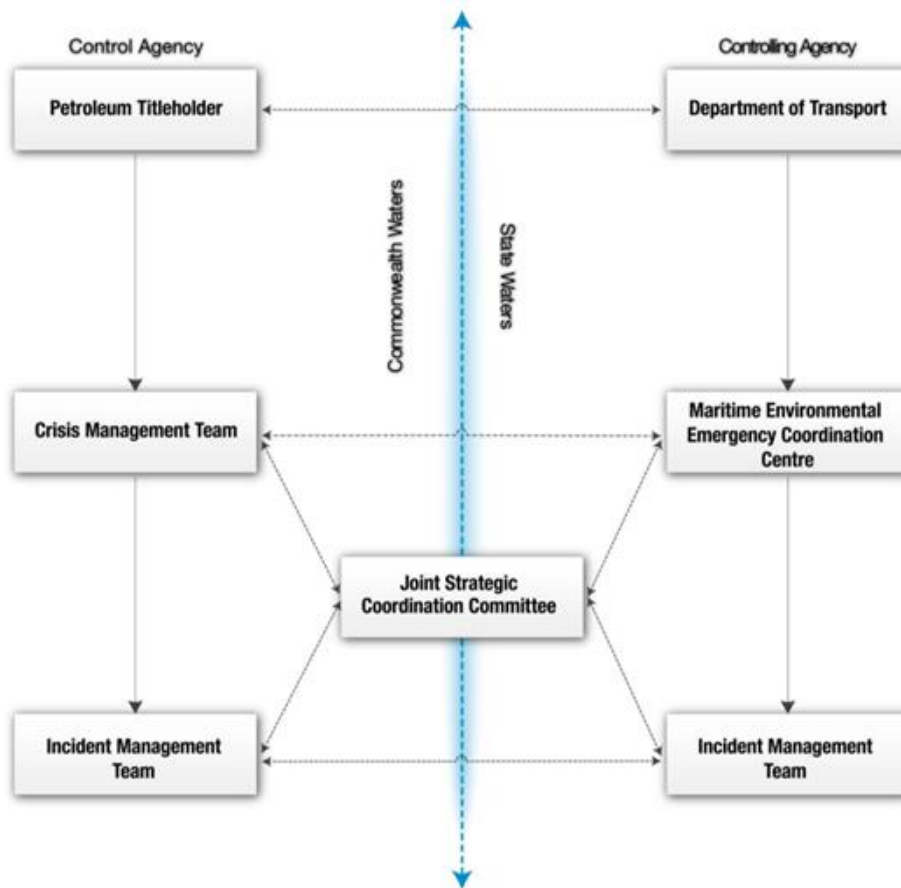 Control Agency
Controlling Agency
Petroleum Titleholder
Department of Transport
Commonwealth Waters
State Waters
Crisis Management Team
Maritime Environmental
Emergency Coordination
Centre
Joint Strategic
Coordination Committee
Incident Management
Team
Incident Management
Team